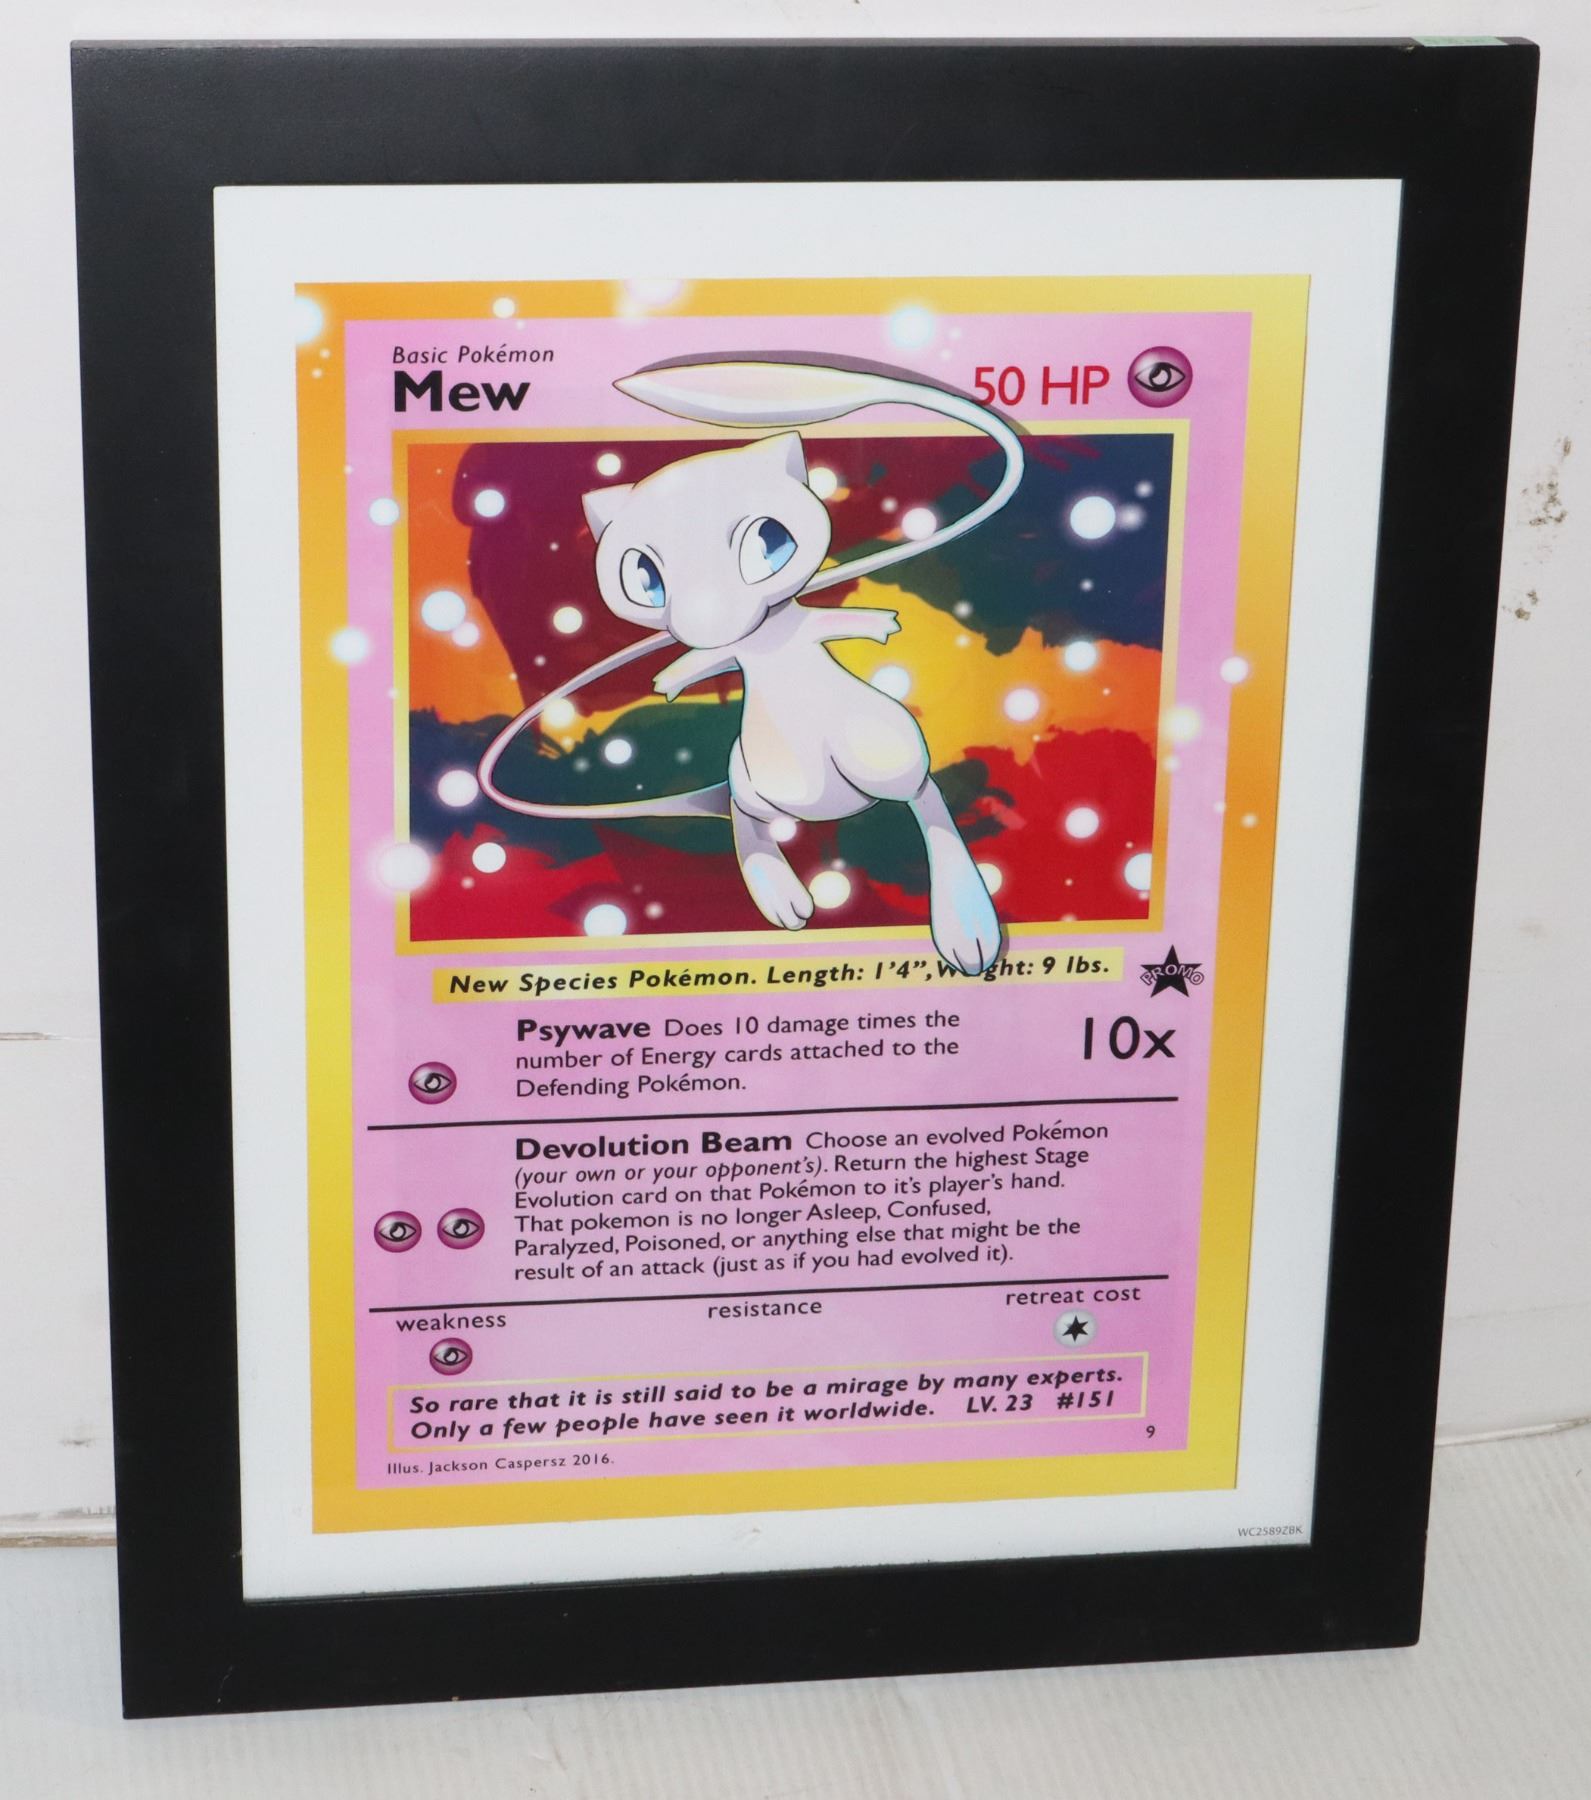 Basic Pokémon
Mew
50 HP
New Species Pokémon. Length: 1'4", W ght: 9 lbs.
PROMO
Psywave Does 10 damage times the
number of Energy cards attached to the
Defending Pokémon.
10x
Devolution Beam Choose an evolved Pokémon
(your own or your opponent's). Return the highest Stage
Evolution card on that Pokémon to it's player's hand.
That pokemon is no longer Asleep, Confused,
Paralyzed, Poisoned, or anything else that might be the
result of an attack (just as if you had evolved it).
weakness
resistance
retreat cost
So rare that it is still said to be a mirage by many experts.
Only a few people have seen it worldwide. LV. 23 #151
9
Illus. Jackson Caspersz 2016.
WC2589ZBK